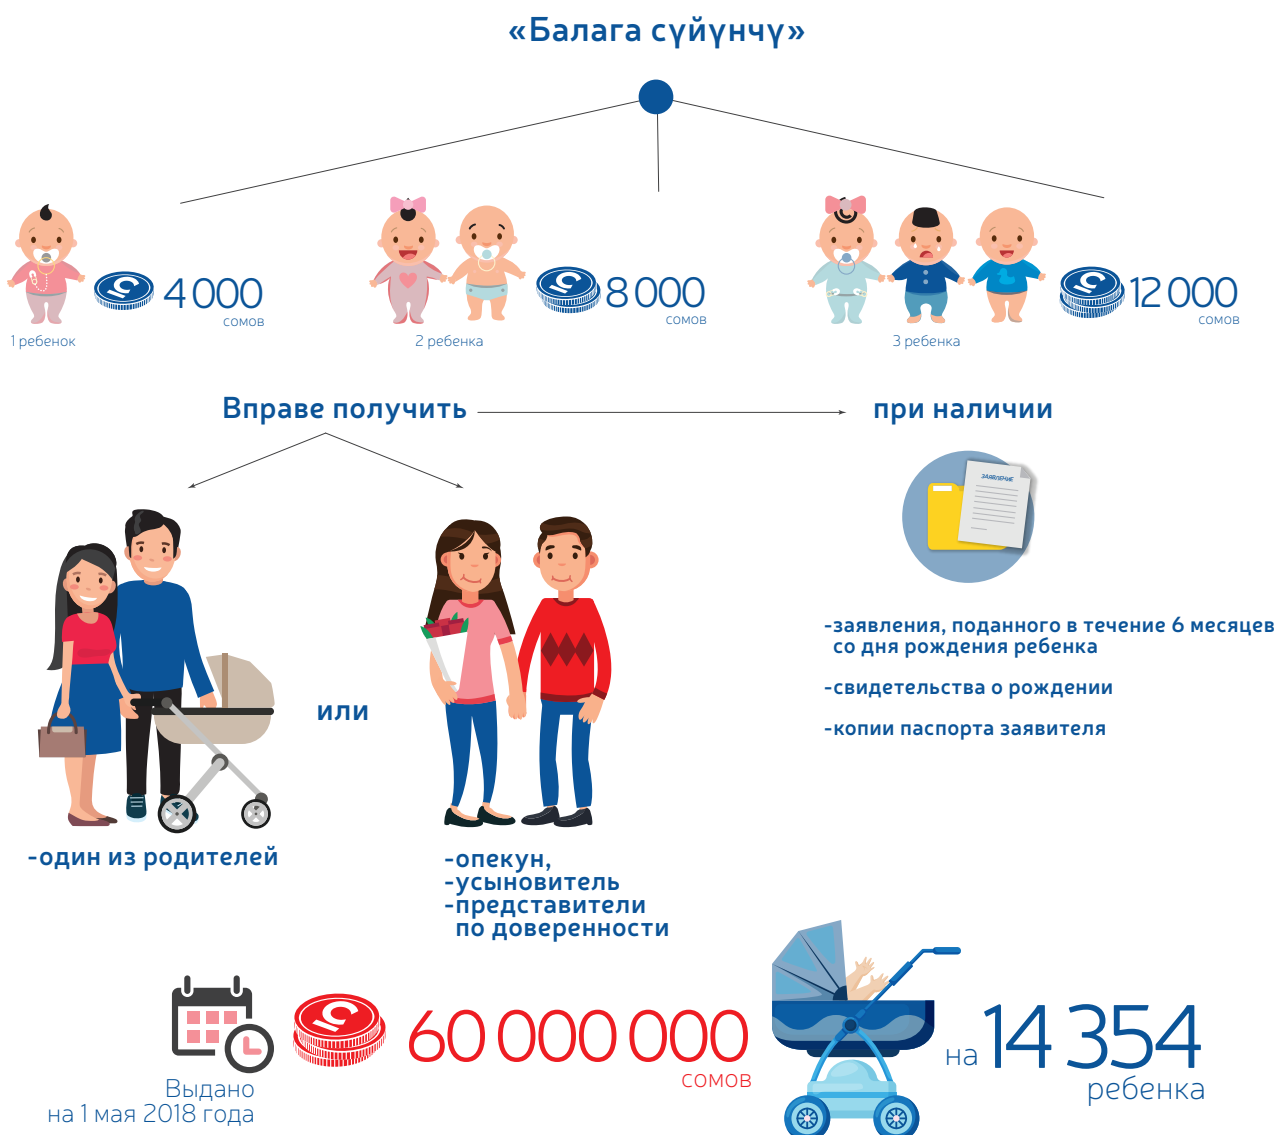 «Балага сүйүнчү»
4 000
сомов
1 ребенок
8 000
сомов
2 ребенка
12 000
сомов
3 ребенка
Вправе получить
при наличии
ЗАЯВЛЕНИЕ
-заявления, поданного в течение 6 месяцев
со дня рождения ребенка
-свидетельства о рождении
-копии паспорта заявителя
или
-один из родителей
-опекун,
-усыновитель
-представители
по доверенности
Выдано
на 1 мая 2018 года
60 000 000
сомов
на 14 354
ребенка